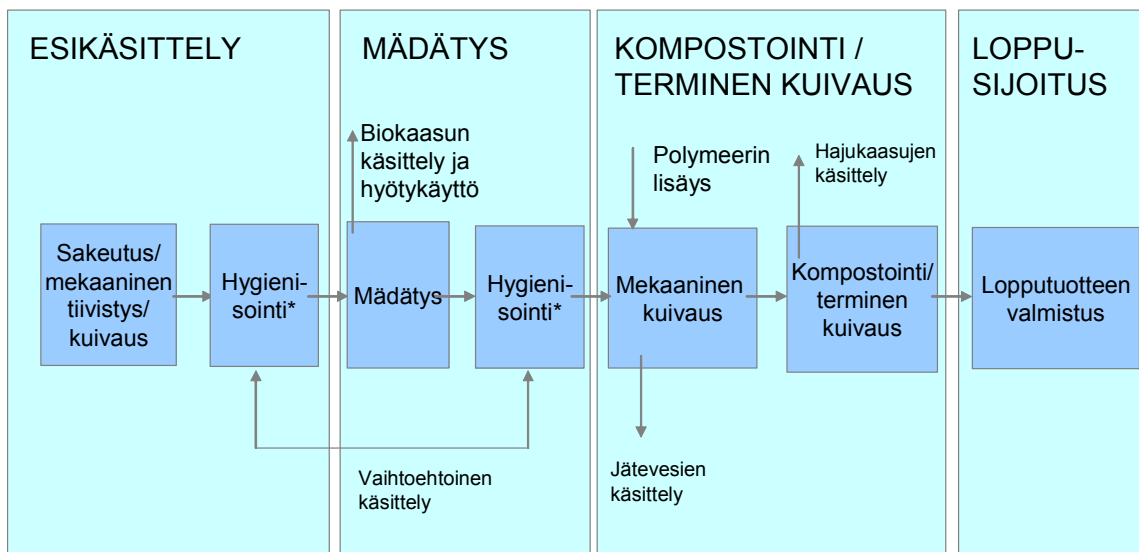 ESIKÄSITTELY
MÄDÄTYS
KOMPOSTOINTI /
TERMINEN KUIVAUS
LOPPU-
SIJOITUS
Biokaasun
käsittely ja
hyötykäyttö
Polymeerin
lisäys
Hajukaasujen
käsittely
Sakeutus/
mekaaninen
tiivistys/
kuivaus
Hygieni-
sointi*
Mädätys
Hygieni-
sointi*
Mekaaninen
kuivaus
Kompostointi/
terminen
kuivaus
Lopputuotteen
valmistus
Vaihtoehtoinen
käsittely
Jätevesien
käsittely